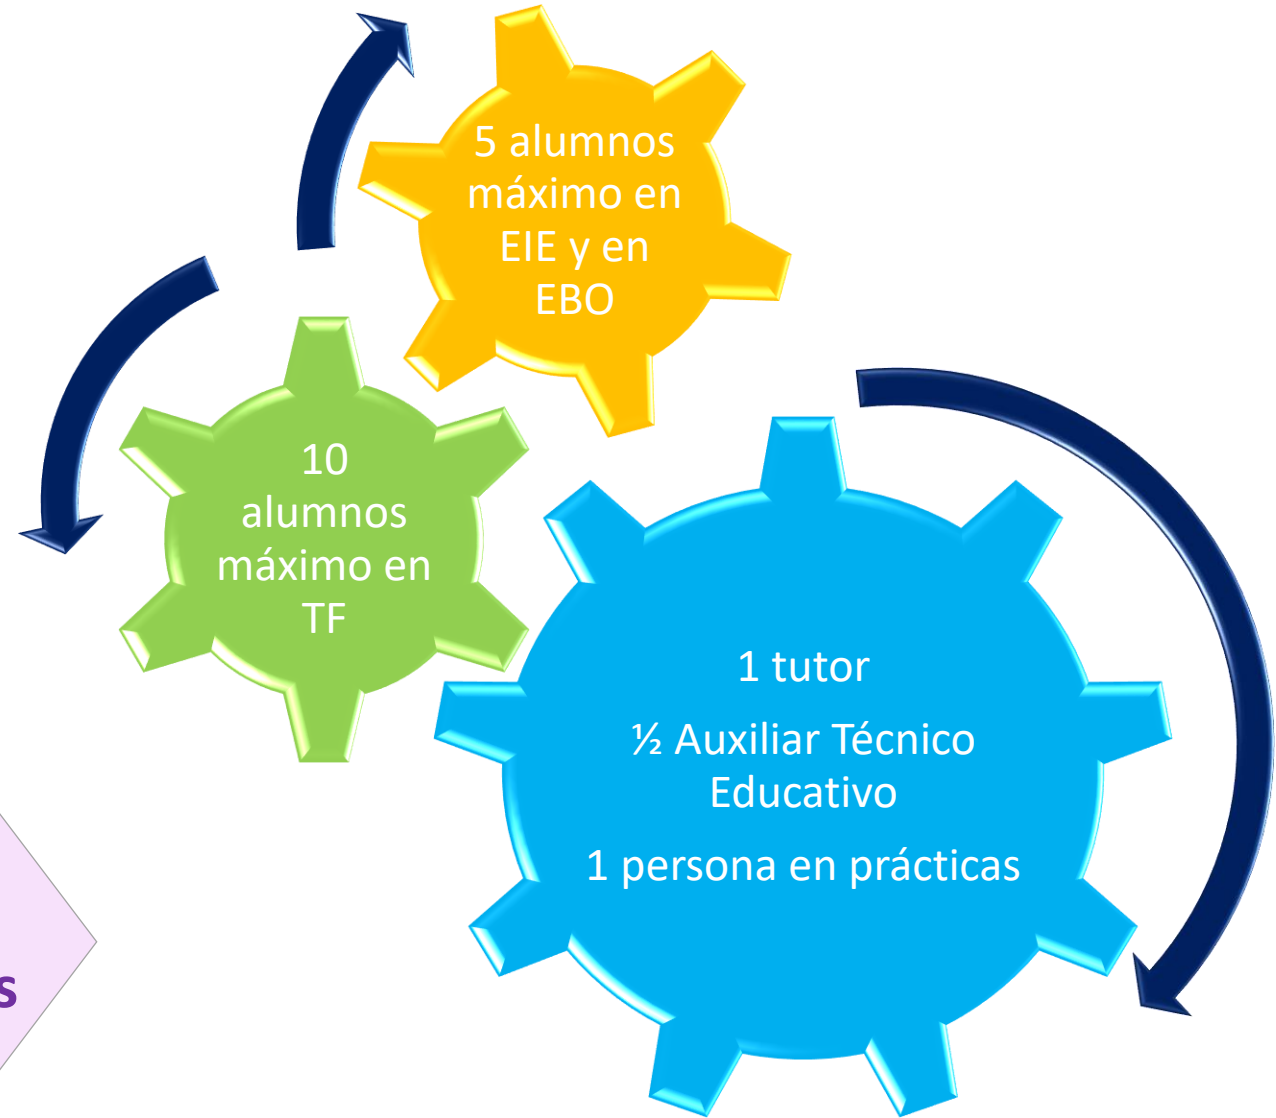 5 alumnos
máximo en
EIE y en
EBO
10
alumnos
máximo en
TF
1 tutor
½ Auxiliar Técnico
Educativo
1 persona en prácticas